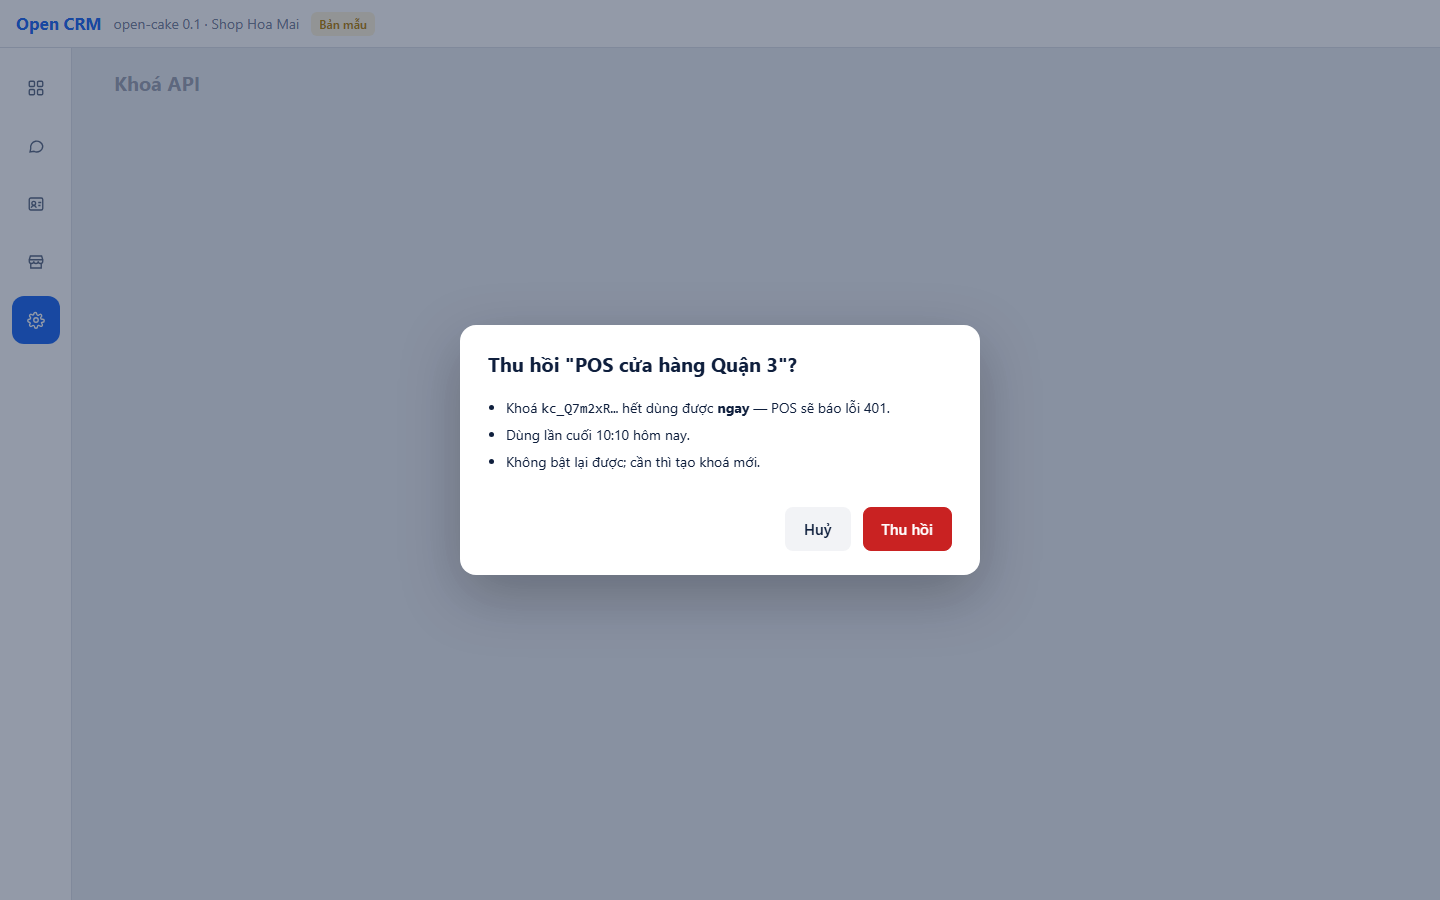 Open CRM open-cake 0.1 · Shop Hoa Mai Bản mẫu
Khoá API
Thu hồi "POS cửa hàng Quận 3"?
Khoá kc_Q7m2xR… hết dùng được ngay — POS sẽ báo lỗi 401.
Dùng lần cuối 10:10 hôm nay.
Không bật lại được; cần thì tạo khoá mới.
Huỷ Thu hồi